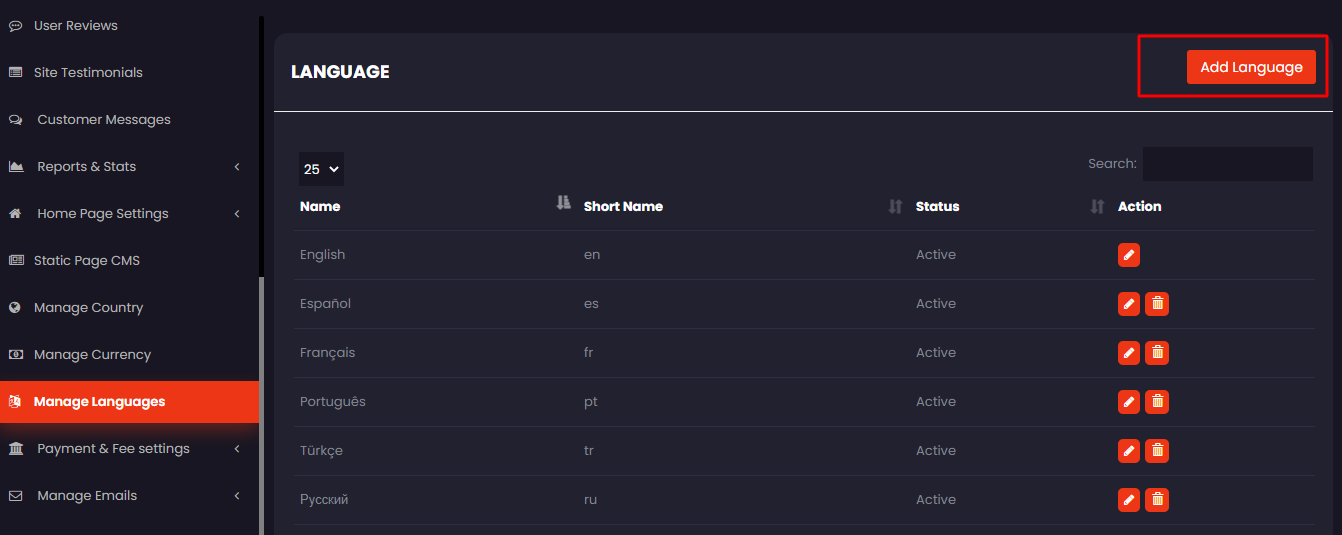 User Reviews
Site Testimonials
Customer Messages
Reports & Stats
Home Page Settings
Static Page CMS
Manage Country
Manage Currency
Manage Languages
Payment & Fee settings
Manage Emails
LANGUAGE
Add Language
25
Search:
Name Short Name Status Action
English en Active
Español es Active
Français fr Active
Português pt Active
Türkçe tr Active
Русский ru Active